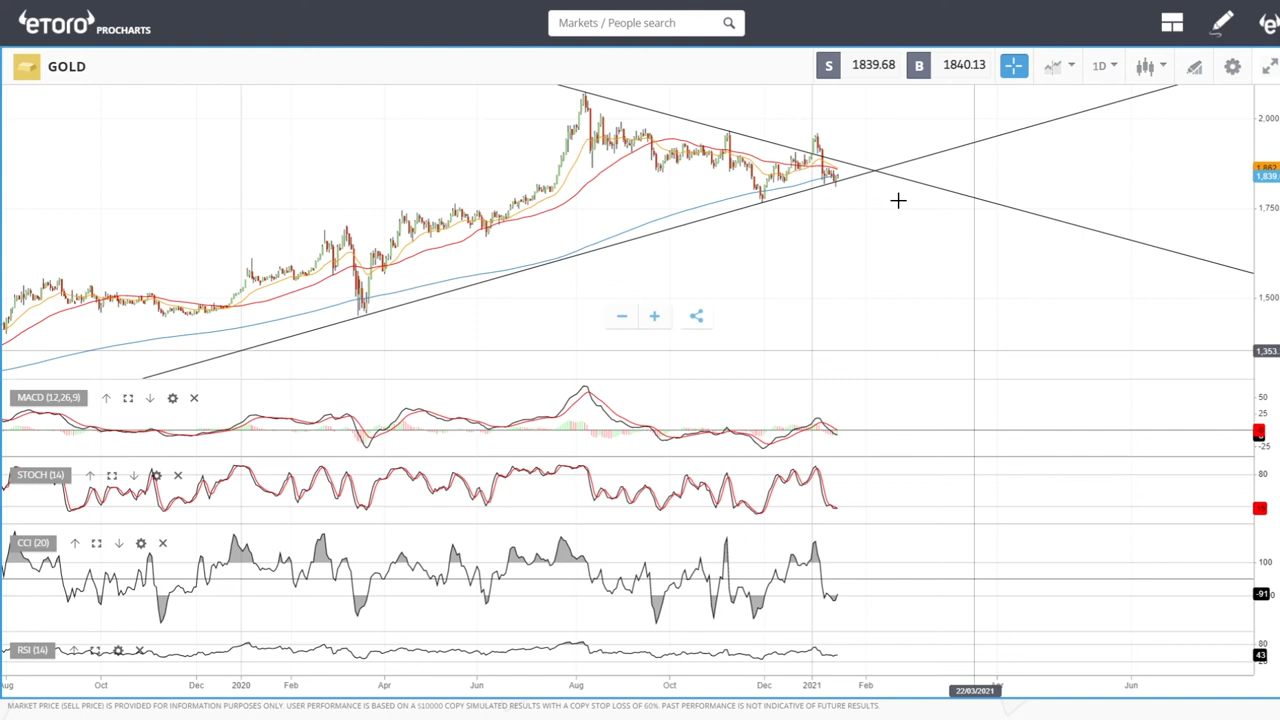 eTORO PROCHARTS
Markets / People search
GOLD
S 1839.68 B 1840.13 1D
2,000
1,862
1,839
1,750
1,500
1,353
MACD (12,26,9)
50
25
-25
STOCH (14)
80
CCI (20)
100
-91
RSI (14)
43
Aug Oct Dec 2020 Feb Apr Jun Aug Oct Dec 2021 Feb 22/03/2021 Jun
MARKET PRICE (SELL PRICE) IS PROVIDED FOR INFORMATION PURPOSES ONLY. USER PERFORMANCE IS BASED ON A $10000 COPY SIMULATED RESULTS WITH A COPY STOP LOSS OF 60%. PAST PERFORMANCE IS NOT INDICATIVE OF FUTURE RESULTS.